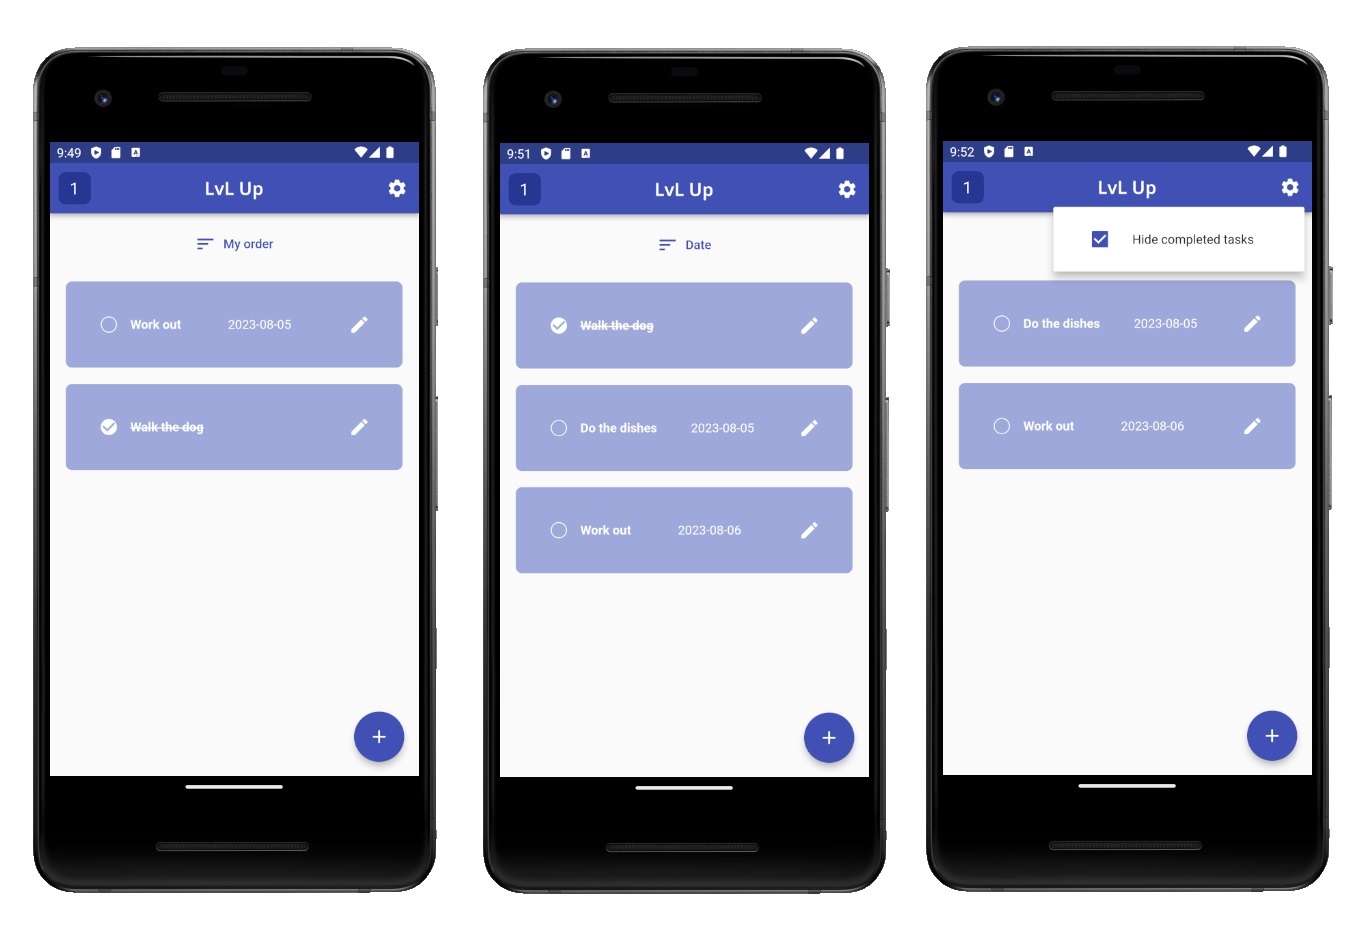 9:49
1 LvL Up
My order
Work out 2023-08-05
Walk the dog
9:51
1 LvL Up
Date
Walk the dog
Do the dishes 2023-08-05
Work out 2023-08-06
9:52
1 LvL Up
Hide completed tasks
Do the dishes 2023-08-05
Work out 2023-08-06